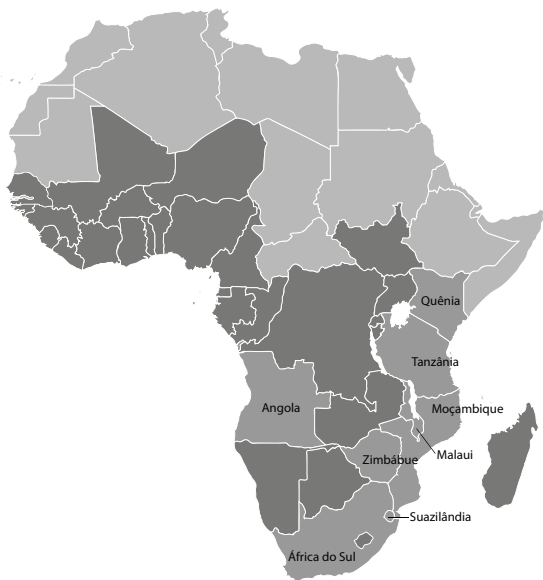 Quênia
Tanzânia
Angola
Moçambique
Malaui
Zimbábue
Suazilândia
África do Sul